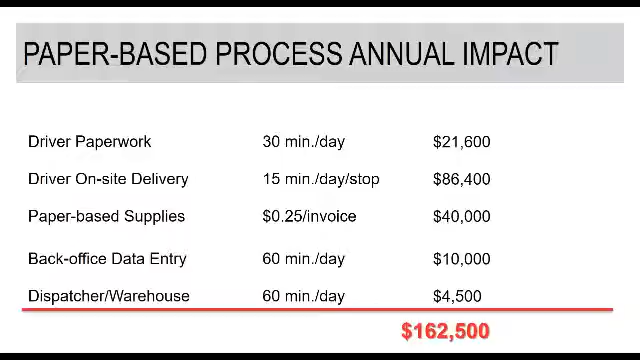 PAPER-BASED PROCESS ANNUAL IMPACT
Driver Paperwork 30 min./day $21,600
Driver On-site Delivery 15 min./day/stop $86,400
Paper-based Supplies $0.25/invoice $40,000
Back-office Data Entry 60 min./day $10,000
Dispatcher/Warehouse 60 min./day $4,500
$162,500